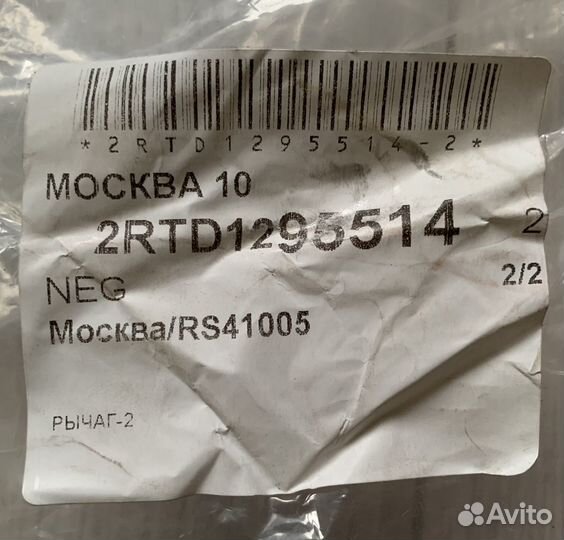 *2RTD1295514-2*
МОСКВА 10
2RTD1295514 2
NEG 2/2
Москва/RS41005
РЫЧАГ-2
Avito